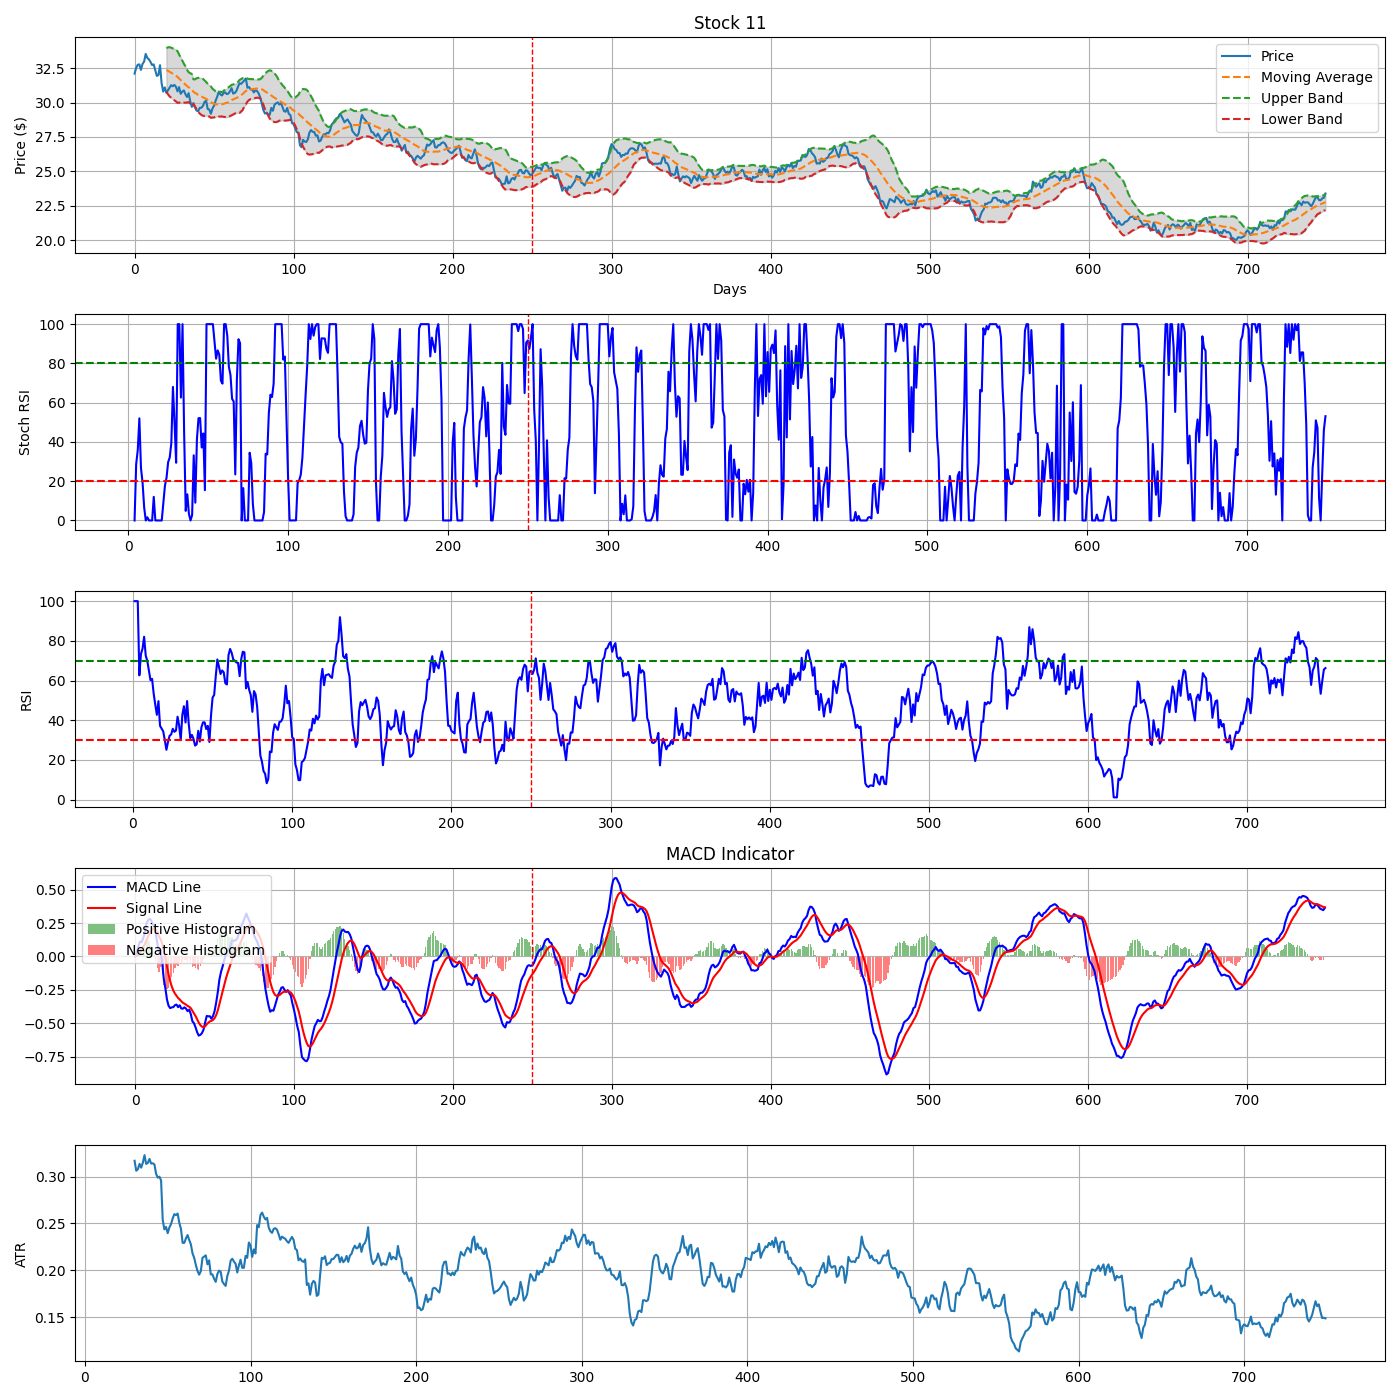 Stock 11
Price ($)
32.5
30.0
27.5
25.0
22.5
20.0
Price
Moving Average
Upper Band
Lower Band
0 100 200 300 400 500 600 700
Days
Stoch RSI
100
80
60
40
20
0
0 100 200 300 400 500 600 700
RSI
100
80
60
40
20
0
0 100 200 300 400 500 600 700
MACD Indicator
0.50
0.25
0.00
−0.25
−0.50
−0.75
MACD Line
Signal Line
Positive Histogram
Negative Histogram
0 100 200 300 400 500 600 700
ATR
0.30
0.25
0.20
0.15
0 100 200 300 400 500 600 700